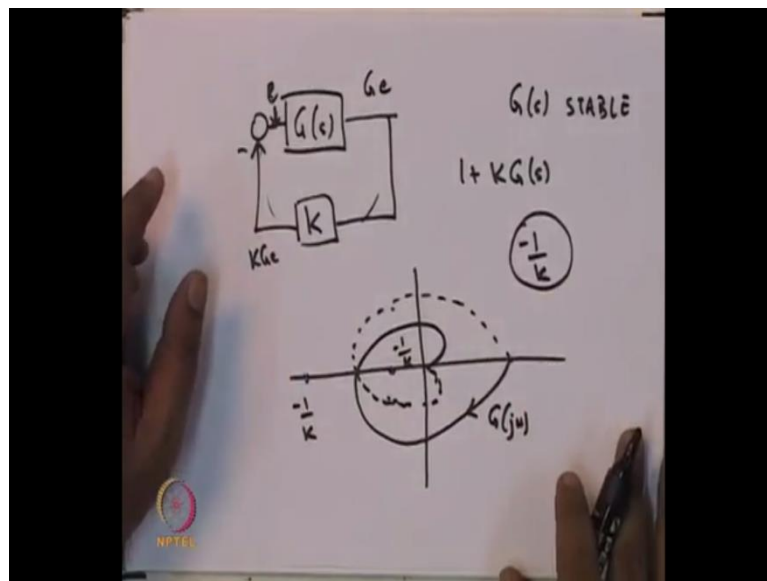 e
Ge
G(s)
G(s) STABLE
-
1 + KG(s)
K
KGe
-1/K
-1/K
-1/K
G(jω)
NPTEL